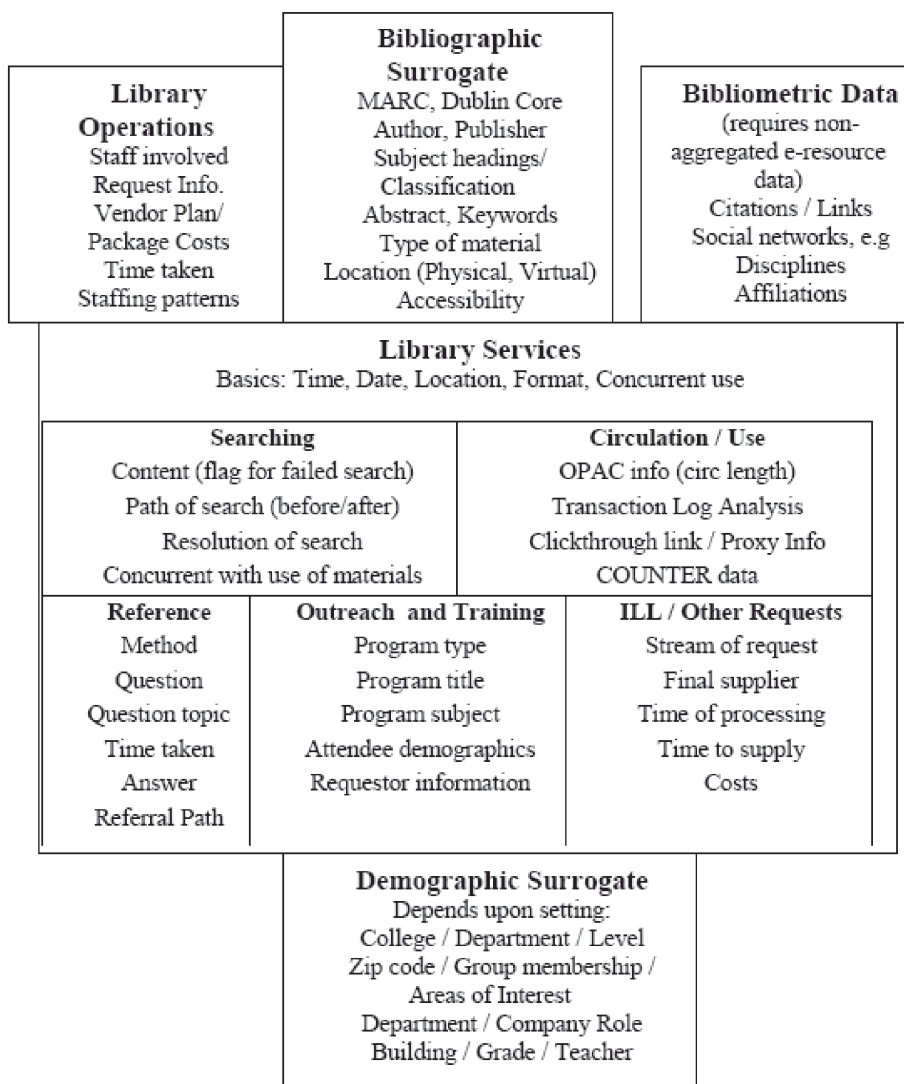 Library
Operations
Staff involved
Request Info.
Vendor Plan/
Package Costs
Time taken
Staffing patterns
Bibliographic
Surrogate
MARC, Dublin Core
Author, Publisher
Subject headings/
Classification
Abstract, Keywords
Type of material
Location (Physical, Virtual)
Accessibility
Bibliometric Data
(requires non-
aggregated e-resource
data)
Citations / Links
Social networks, e.g
Disciplines
Affiliations
Library Services
Basics: Time, Date, Location, Format, Concurrent use
Searching
Content (flag for failed search)
Path of search (before/after)
Resolution of search
Concurrent with use of materials
Circulation / Use
OPAC info (circ length)
Transaction Log Analysis
Clickthrough link / Proxy Info
COUNTER data
Reference
Method
Question
Question topic
Time taken
Answer
Referral Path
Outreach and Training
Program type
Program title
Program subject
Attendee demographics
Requestor information
ILL / Other Requests
Stream of request
Final supplier
Time of processing
Time to supply
Costs
Demographic Surrogate
Depends upon setting:
College / Department / Level
Zip code / Group membership /
Areas of Interest
Department / Company Role
Building / Grade / Teacher